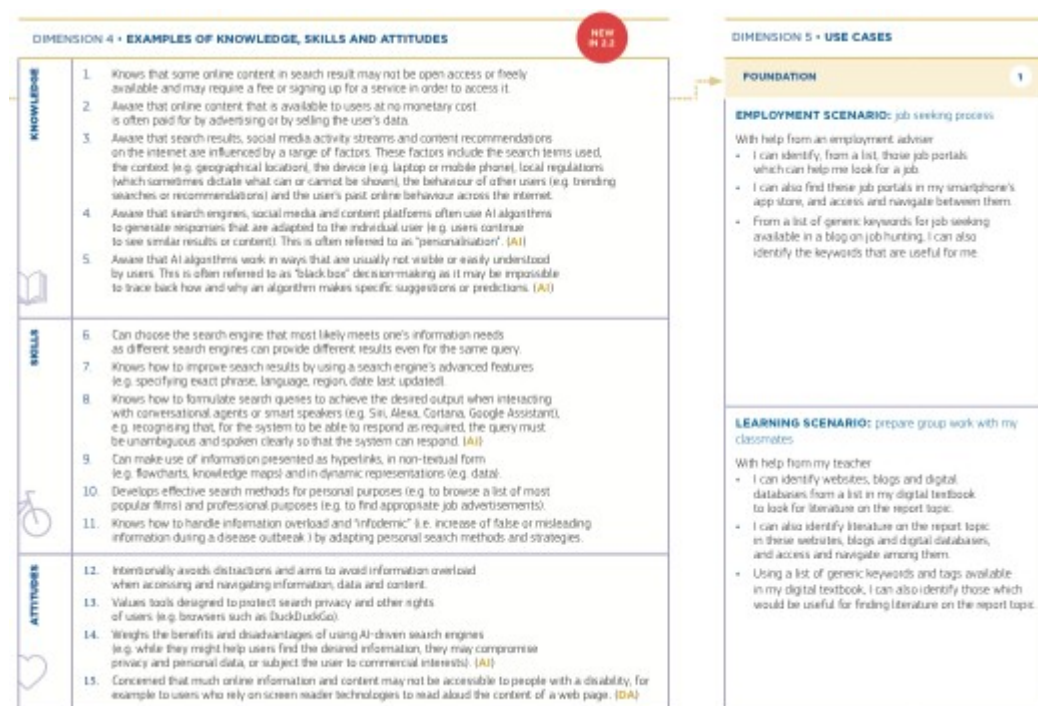 DIMENSION 4 • EXAMPLES OF KNOWLEDGE, SKILLS AND ATTITUDES
NEW
IN 2.2
KNOWLEDGE
1. Knows that some online content in search result may not be open access or freely
available and may require a fee or signing up for a service in order to access it.
2. Aware that online content that is available to users at no monetary cost
is often paid for by advertising or by selling the user's data.
3. Aware that search results, social media activity streams and content recommendations
on the internet are influenced by a range of factors. These factors include the search terms used,
the context (e.g. geographical location), the device (e.g. laptop or mobile phone), local regulations
(which sometimes dictate what can or cannot be shown), the behaviour of other users (e.g. trending
searches or recommendations) and the user's past online behaviour across the internet.
4. Aware that search engines, social media and content platforms often use AI algorithms
to generate responses that are adapted to the individual user (e.g. users continue
to see similar results or content). This is often referred to as "personalisation". (AI)
5. Aware that AI algorithms work in ways that are usually not visible or easily understood
by users. This is often referred to as "black box" decision-making as it may be impossible
to trace back how and why an algorithm makes specific suggestions or predictions. (AI)
SKILLS
6. Can choose the search engine that most likely meets one's information needs
as different search engines can provide different results even for the same query.
7. Knows how to improve search results by using a search engine's advanced features
(e.g. specifying exact phrase, language, region, date last updated).
8. Knows how to formulate search queries to achieve the desired output when interacting
with conversational agents or smart speakers (e.g. Siri, Alexa, Cortana, Google Assistant),
e.g. recognising that, for the system to be able to respond as required, the query must
be unambiguous and spoken clearly so that the system can respond. (AI)
9. Can make use of information presented as hyperlinks, in non-textual form
(e.g. flowcharts, knowledge maps) and in dynamic representations (e.g. data).
10. Develops effective search methods for personal purposes (e.g. to browse a list of most
popular films) and professional purposes (e.g. to find appropriate job advertisements).
11. Knows how to handle information overload and "infodemic" (i.e. increase of false or misleading
information during a disease outbreak ) by adapting personal search methods and strategies.
ATTITUDES
12. Intentionally avoids distractions and aims to avoid information overload
when accessing and navigating information, data and content.
13. Values tools designed to protect search privacy and other rights
of users (e.g. browsers such as DuckDuckGo).
14. Weighs the benefits and disadvantages of using AI-driven search engines
(e.g. while they might help users find the desired information, they may compromise
privacy and personal data, or subject the user to commercial interests). (AI)
15. Concerned that much online information and content may not be accessible to people with a disability, for
example to users who rely on screen reader technologies to read aloud the content of a web page. (DA)
DIMENSION 5 • USE CASES
FOUNDATION 1
EMPLOYMENT SCENARIO: job seeking process
With help from an employment adviser
• I can identify, from a list, those job portals
which can help me look for a job.
• I can also find these job portals in my smartphone's
app store, and access and navigate between them.
• From a list of generic keywords for job seeking
available in a blog on job hunting, I can also
identify the keywords that are useful for me.
LEARNING SCENARIO: prepare group work with my
classmates
With help from my teacher
• I can identify websites, blogs and digital
databases from a list in my digital textbook
to look for literature on the report topic.
• I can also identify literature on the report topic
in these websites, blogs and digital databases,
and access and navigate among them.
• Using a list of generic keywords and tags available
in my digital textbook, I can also identify those which
would be useful for finding literature on the report topic.